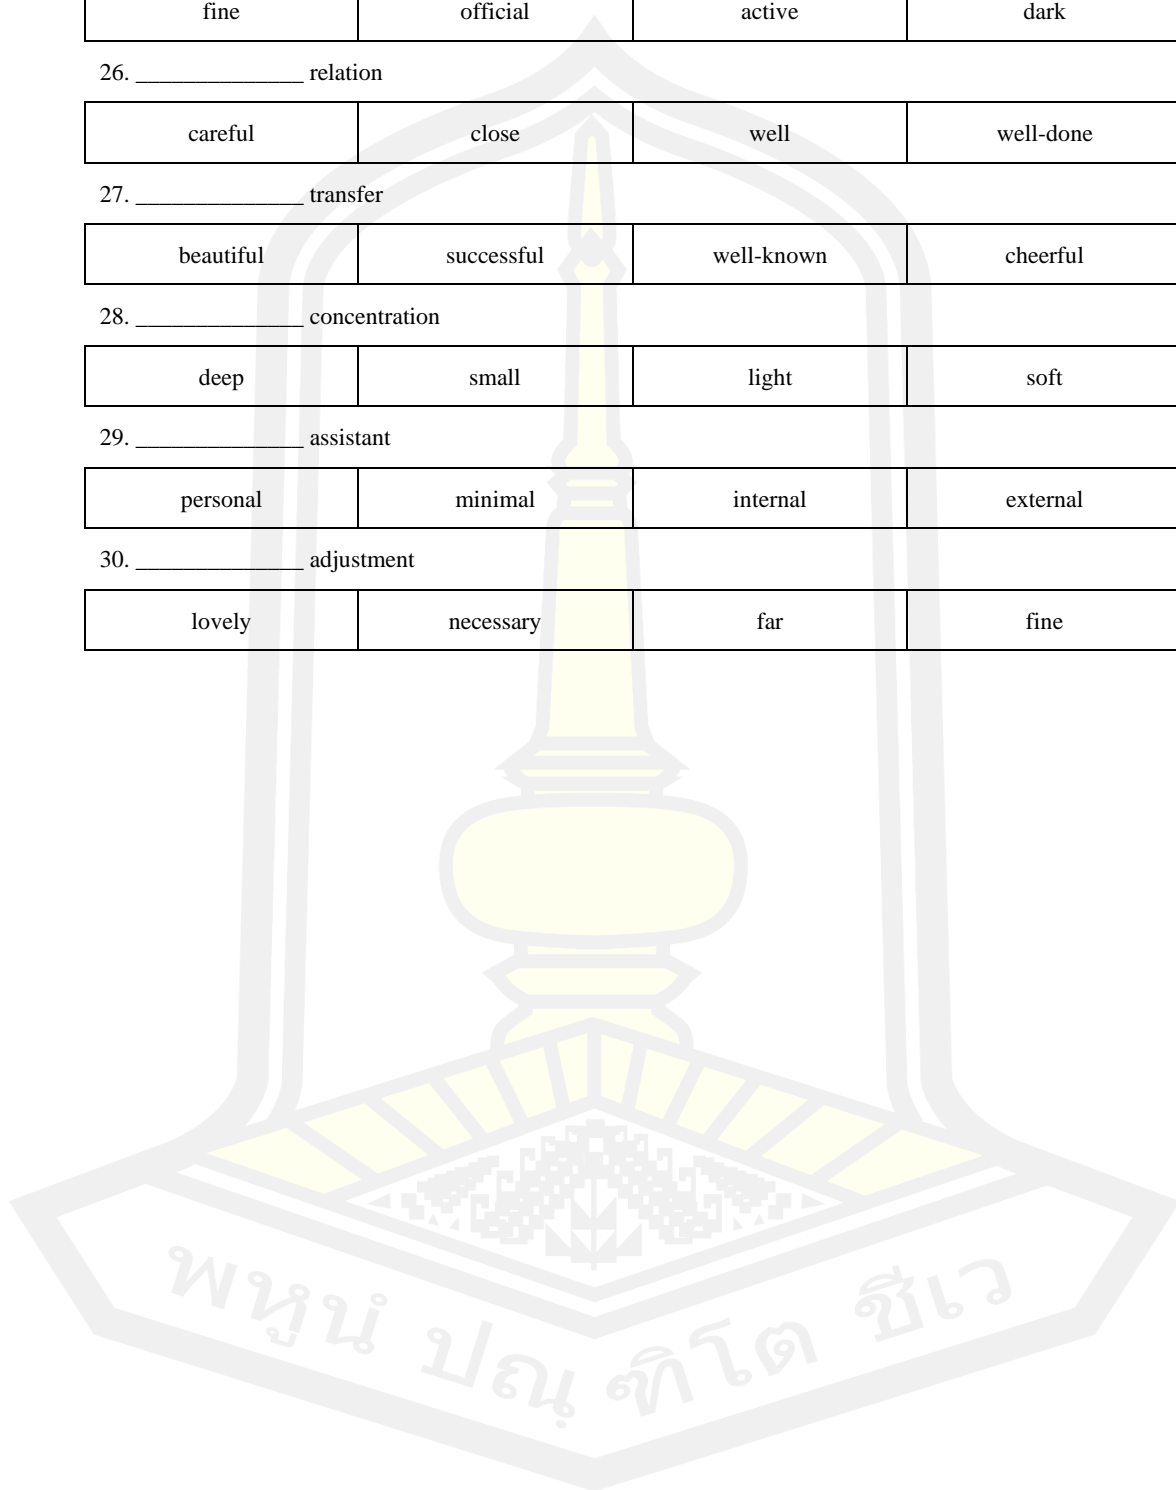 fine official active dark
26. ______________ relation
careful close well well-done
27. ______________ transfer
beautiful successful well-known cheerful
28. ______________ concentration
deep small light soft
29. ______________ assistant
personal minimal internal external
30. ______________ adjustment
lovely necessary far fine
พหูนํ ปณฺฑิโต ชีเว